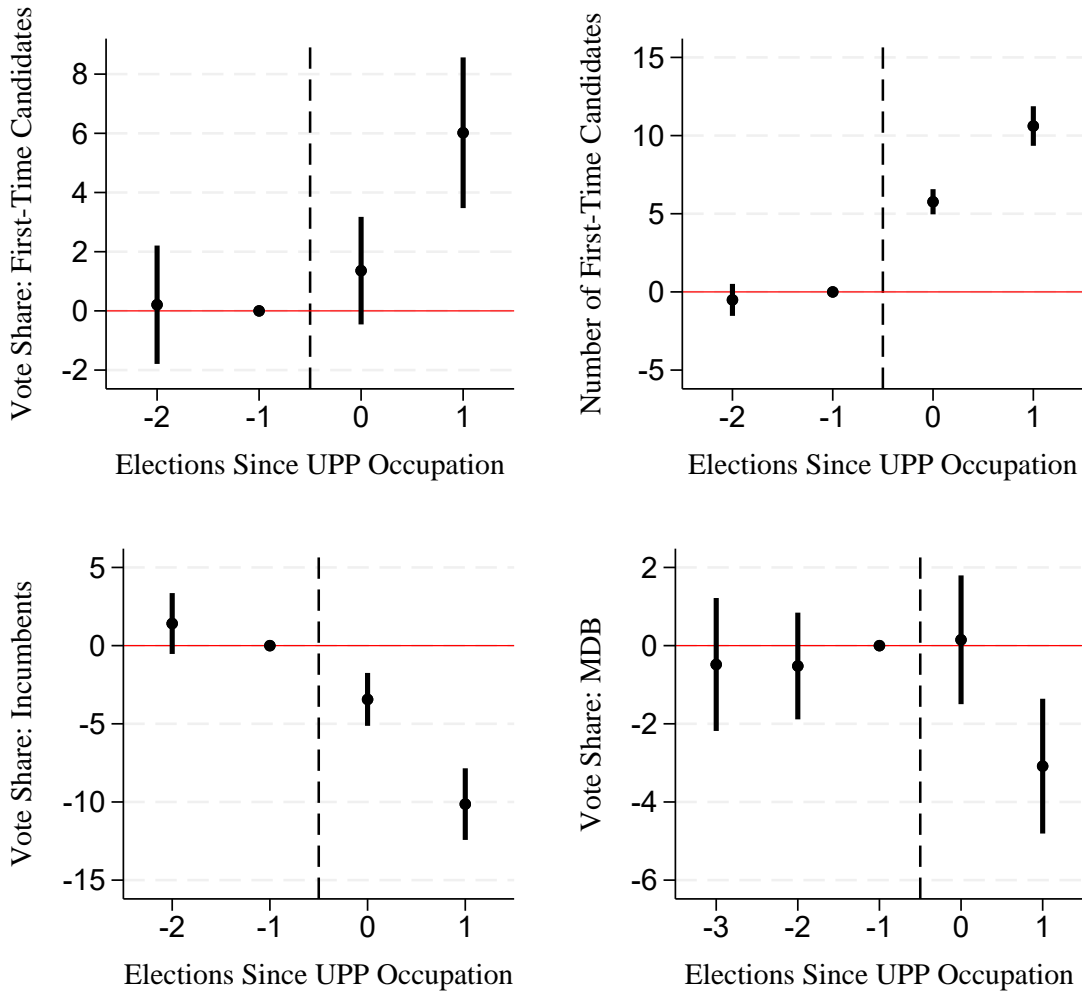 Vote Share: First-Time Candidates
8
6
4
2
0
-2
-2 -1 0 1
Elections Since UPP Occupation
Number of First-Time Candidates
15
10
5
0
-5
-2 -1 0 1
Elections Since UPP Occupation
Vote Share: Incumbents
5
0
-5
-10
-15
-2 -1 0 1
Elections Since UPP Occupation
Vote Share: MDB
2
0
-2
-4
-6
-3 -2 -1 0 1
Elections Since UPP Occupation